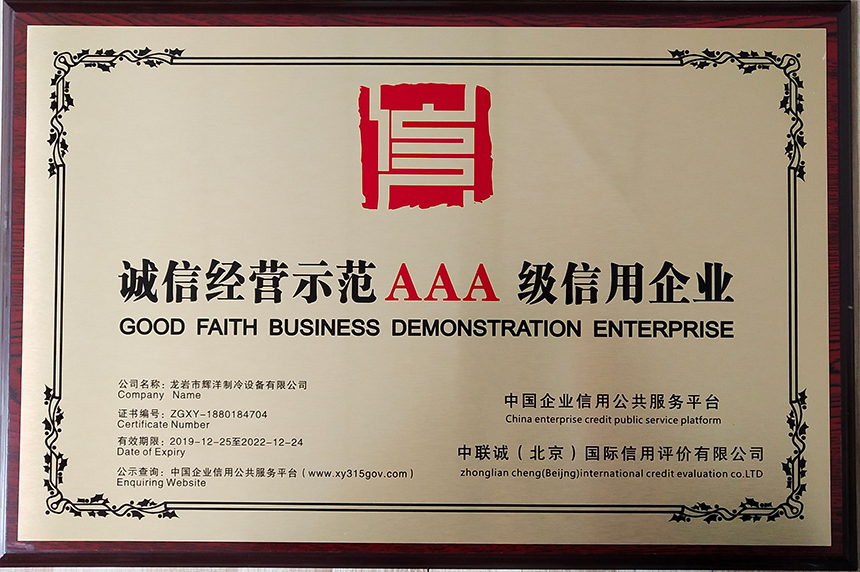 信
诚信经营示范AAA 级信用企业
GOOD FAITH BUSINESS DEMONSTRATION ENTERPRISE
公司名称：龙岩市辉洋制冷设备有限公司
Company Name
证书编号：ZGXY-1880184704
Certificate Number
有效期限：2019-12-25至2022-12-24
Date of Expiry
公示查询：中国企业信用公共服务平台（www.xy315gov.com）
Enquiring Website
中国企业信用公共服务平台
China enterprise credit public service platform
中联诚（北京）国际信用评价有限公司
zhonglian cheng(Beijng)international credit evaluation co.LTD